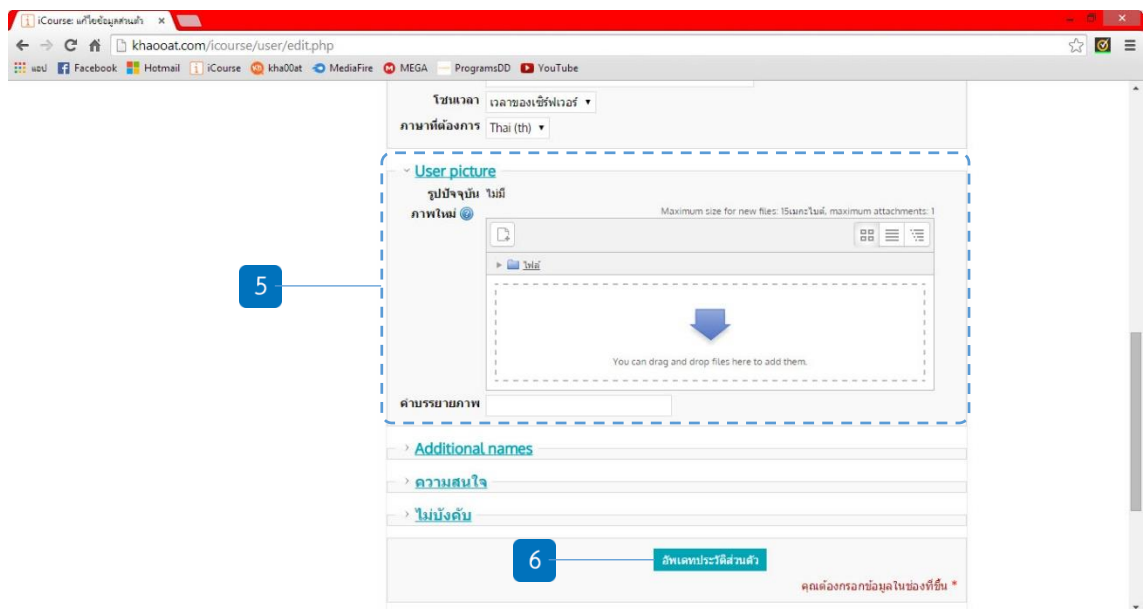 iCourse: แก้ไขข้อมูลส่วนตัว
khaooat.com/icourse/user/edit.php
แอป Facebook Hotmail iCourse kha00at MediaFire MEGA ProgramsDD YouTube
โซนเวลา เวลาของเซิร์ฟเวอร์
ภาษาที่ต้องการ Thai (th)
User picture
รูปปัจจุบัน ไม่มี
ภาพใหม่ Maximum size for new files: 15เมกะไบต์, maximum attachments: 1
ไฟล์
5
You can drag and drop files here to add them.
คำบรรยายภาพ
Additional names
ความสนใจ
ไม่บังคับ
6 อัพเดทประวัติส่วนตัว
คุณต้องกรอกข้อมูลในช่องที่ขึ้น *